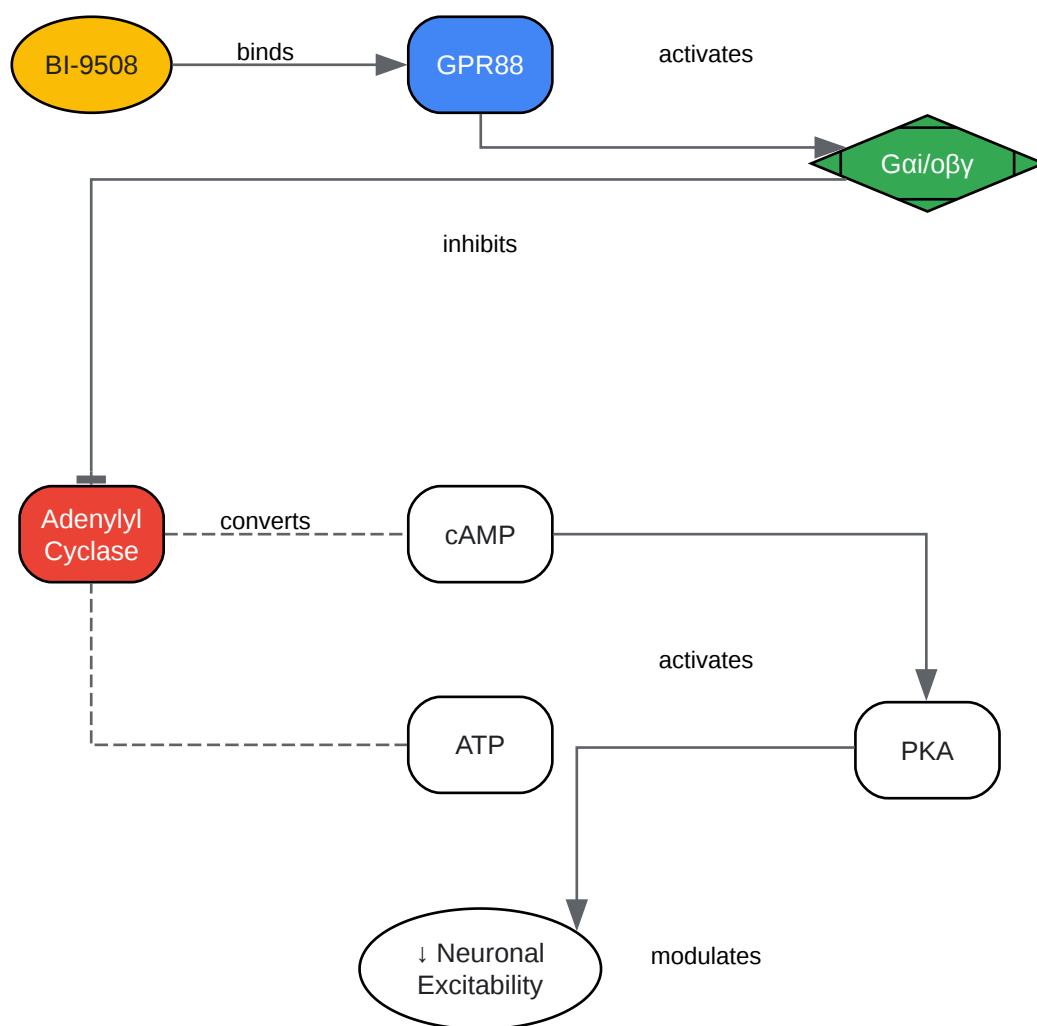 BI-9508
binds
GPR88
activates
Gαi/oβγ
inhibits
Adenylyl
Cyclase
converts
cAMP
activates
ATP
PKA
↓ Neuronal
Excitability
modulates